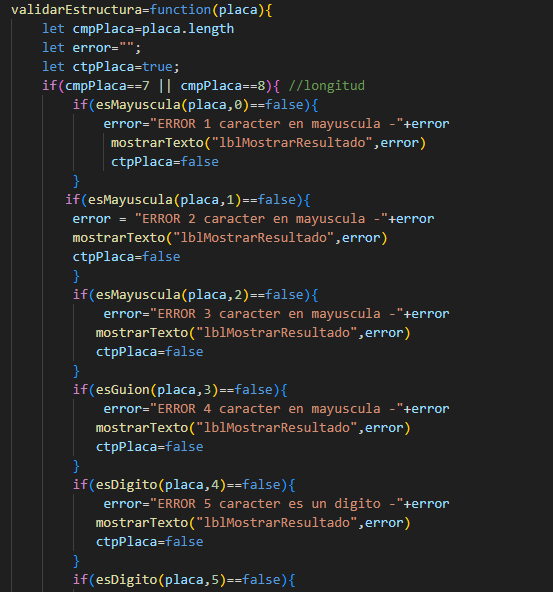 validarEstructura=function(placa){
let cmpPlaca=placa.length
let error="";
let ctpPlaca=true;
if(cmpPlaca==7 || cmpPlaca==8){ //longitud
if(esMayuscula(placa,0)==false){
error="ERROR 1 caracter en mayuscula -"+error
mostrarTexto("lblMostrarResultado",error)
ctpPlaca=false
}
if(esMayuscula(placa,1)==false){
error = "ERROR 2 caracter en mayuscula -"+error
mostrarTexto("lblMostrarResultado",error)
ctpPlaca=false
}
if(esMayuscula(placa,2)==false){
error="ERROR 3 caracter en mayuscula -"+error
mostrarTexto("lblMostrarResultado",error)
ctpPlaca=false
}
if(esGuion(placa,3)==false){
error="ERROR 4 caracter en mayuscula -"+error
mostrarTexto("lblMostrarResultado",error)
ctpPlaca=false
}
if(esDigito(placa,4)==false){
error="ERROR 5 caracter es un digito -"+error
mostrarTexto("lblMostrarResultado",error)
ctpPlaca=false
}
if(esDigito(placa,5)==false){